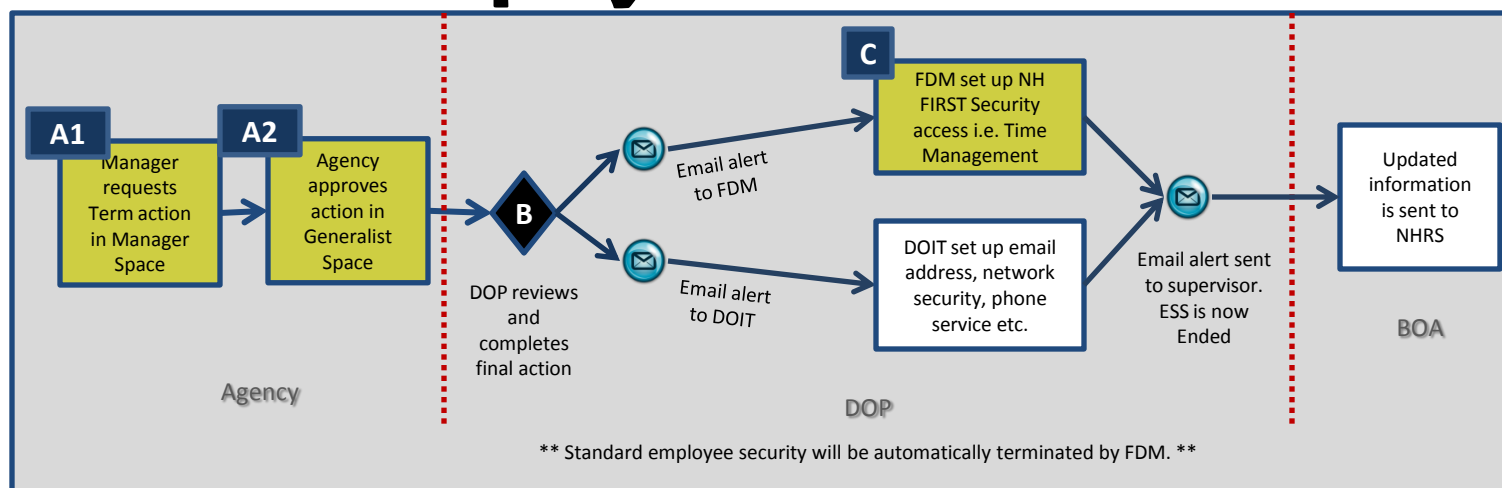 A1
Manager
requests
Term action
in Manager
Space
A2
Agency
approves
action in
Generalist
Space
Agency
B
DOP reviews
and
completes
final action
Email alert
to FDM
Email alert
to DOIT
C
FDM set up NH
FIRST Security
access i.e. Time
Management
DOIT set up email
address, network
security, phone
service etc.
Email alert sent
to supervisor.
ESS is now
Ended
DOP
Updated
information
is sent to
NHRS
BOA
** Standard employee security will be automatically terminated by FDM. **